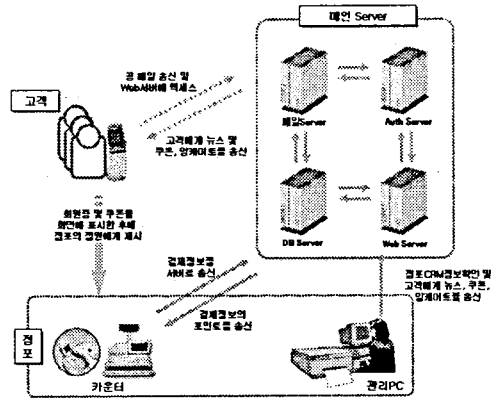 메인 Server
공 메일 송신 및
Web서버에 액세스
고객
메일Server
Auth Server
고객에게 뉴스 및
쿠폰, 앙케이트를 송신
회원증 및 쿠폰을
화면에 표시한 후에
점포의 점원에게 제시
DB Server
Web Server
결제정보정
서버로 송신
점포CRM정보확인 및
고객에게 뉴스, 쿠폰,
앙케이트를 송신
결제정보의
포인트를 송신
점포
카운터
관리PC